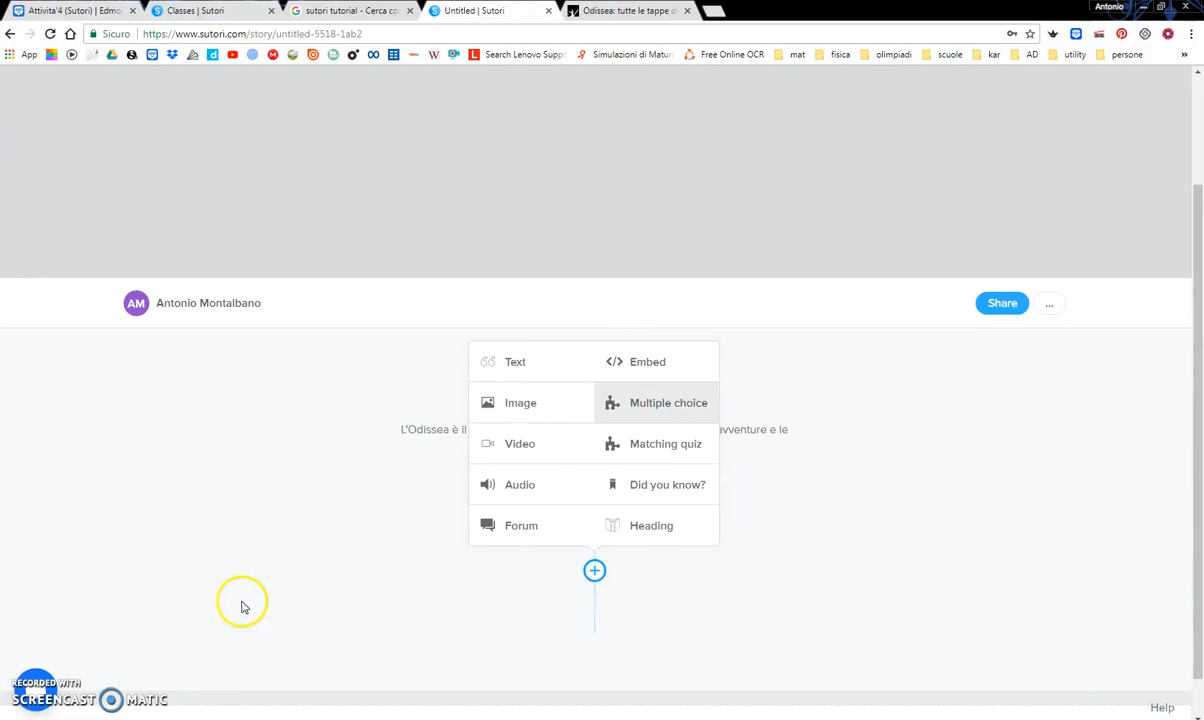 Antonio
Attivita'4 (Sutori) | Edmo
Classes | Sutori
sutori tutorial - Cerca co
Untitled | Sutori
Odissea: tutte le tappe d
Sicuro
https://www.sutori.com/story/untitled-5518-1ab2
App
Search Lenovo Supp
Simulazioni di Matur
Free Online OCR
mat
fisica
olimpiadi
scuole
kar
AD
utility
persone
AM
Antonio Montalbano
Share
...
Text
Embed
Image
Multiple choice
L'Odissea è il
avventure e le
Video
Matching quiz
Audio
Did you know?
Forum
Heading
RECORDED WITH
SCREENCAST MATIC
Help